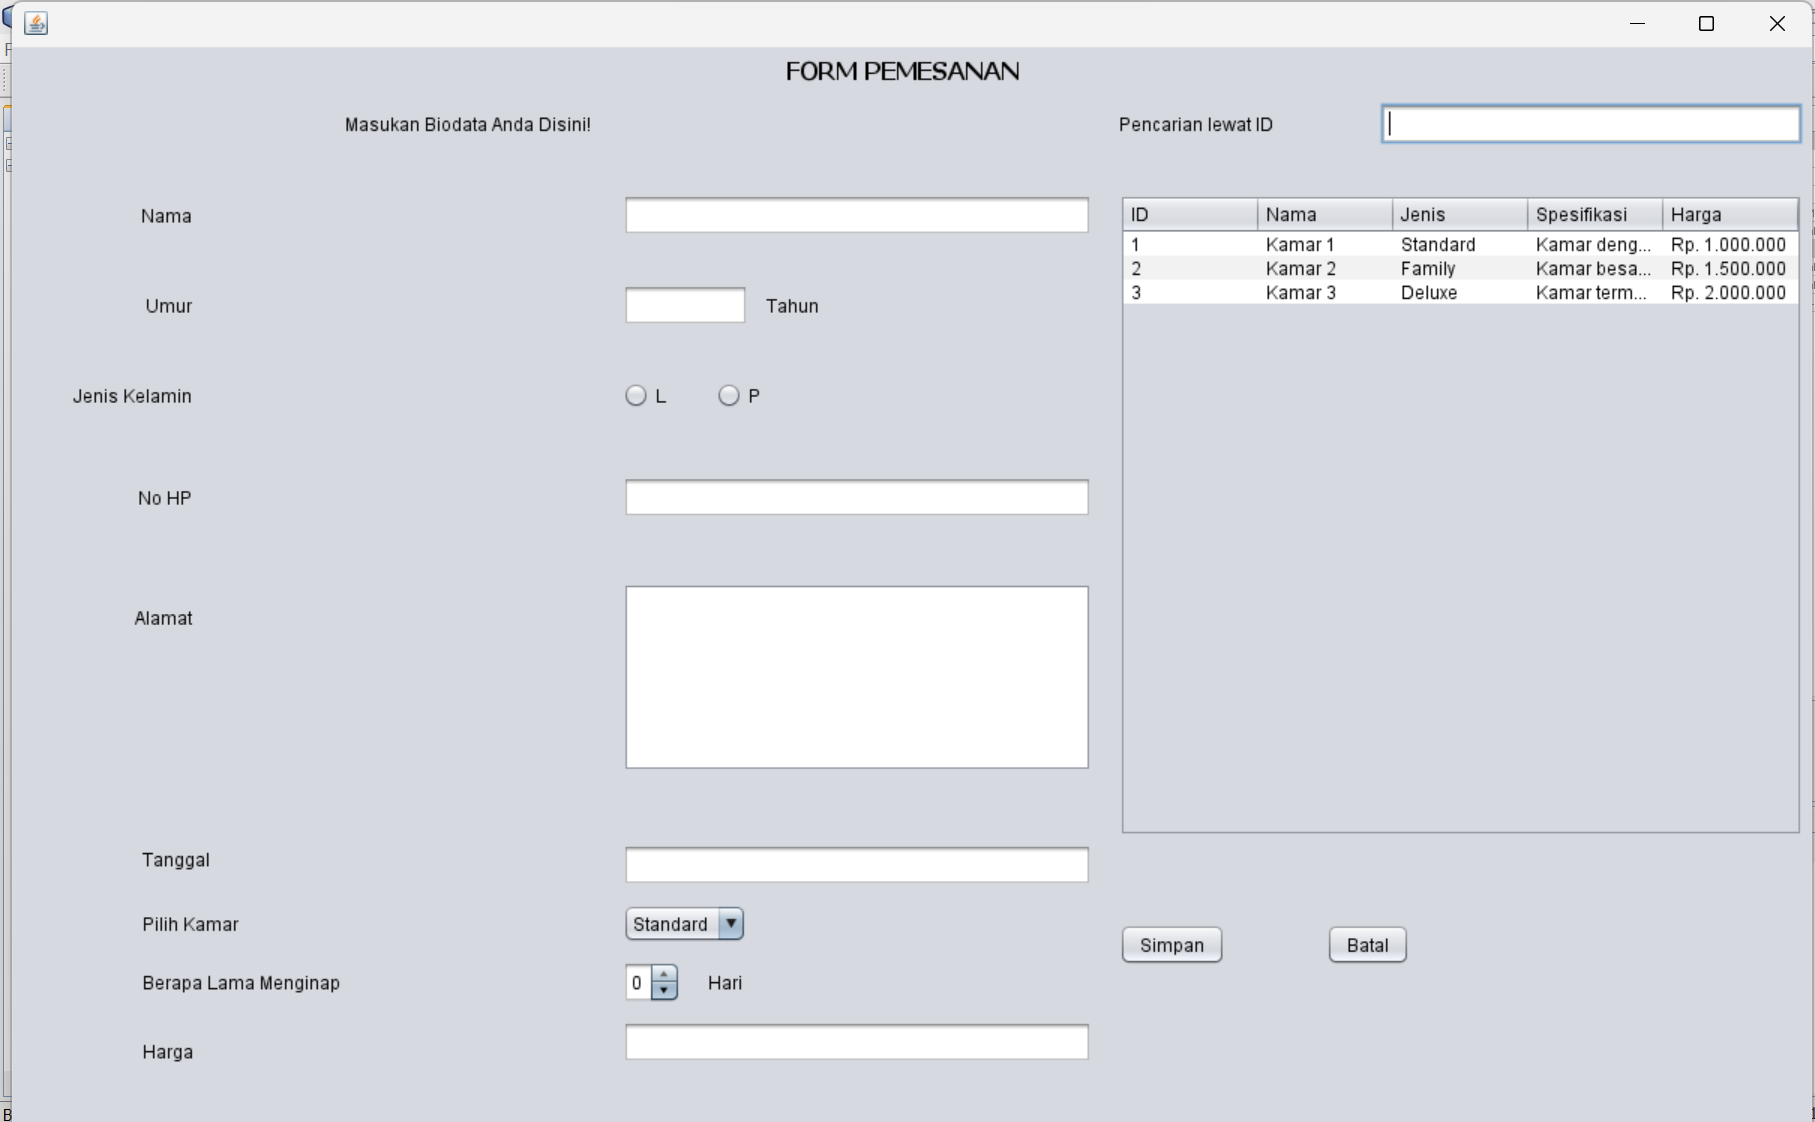 FORM PEMESANAN
Masukan Biodata Anda Disini!
Pencarian lewat ID
Nama
Umur
Tahun
Jenis Kelamin
L
P
No HP
Alamat
Tanggal
Pilih Kamar
Standard
Berapa Lama Menginap
0
Hari
Harga
ID Nama Jenis Spesifikasi Harga
1 Kamar 1 Standard Kamar deng... Rp. 1.000.000
2 Kamar 2 Family Kamar besa... Rp. 1.500.000
3 Kamar 3 Deluxe Kamar term... Rp. 2.000.000
Simpan
Batal